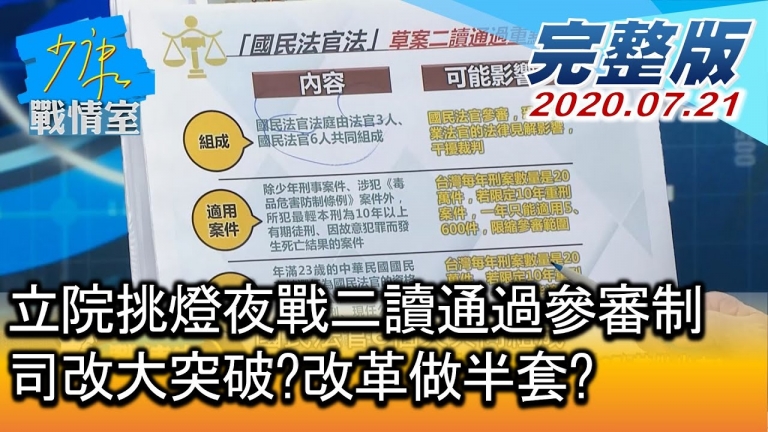 少康
戰情室
完整版
2020.07.21
「國民法官法」草案二讀通過重
內容
可能影響
組成
國民法官法庭由法官3人、
國民法官6人共同組成
國民法官參審,
業法官的法律見解影響,
干擾裁判
適用
案件
除少年刑事案件、涉犯《毒
品危害防制條例》案件外,
所犯最輕本刑為10年以上
有期徒刑、因故意犯罪而發
生死亡結果的案件
台灣每年刑案數量是20
萬件,若限定10年重刑
案件,一年只能適用5、
600件,限縮參審範圍
年滿23歲的中華民國國民
台灣每年刑案數量是20
萬件,若限定10年
立院挑燈夜戰二讀通過參審制
司改大突破?改革做半套?